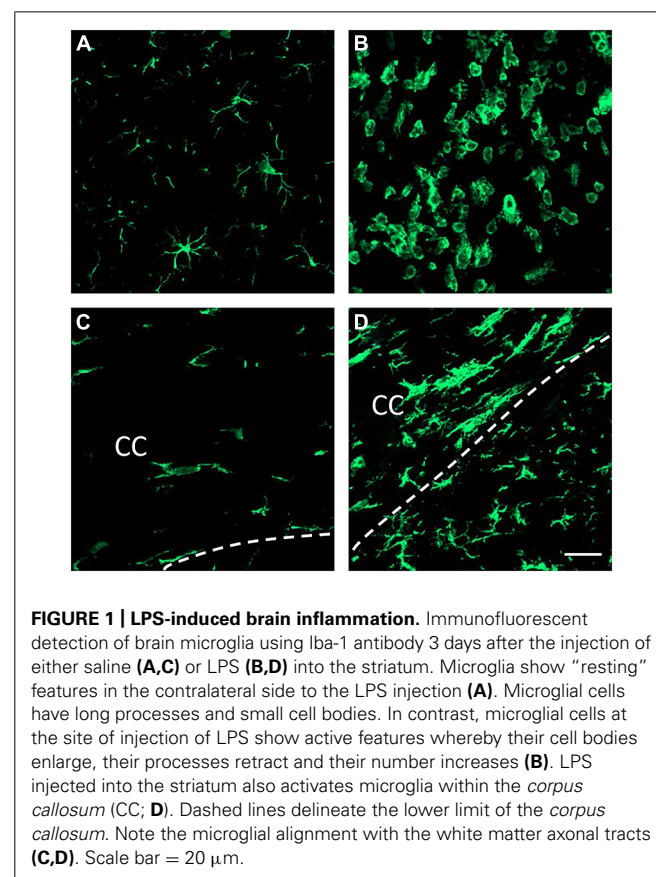 A
B
C
D
CC
CC
FIGURE 1 | LPS-induced brain inflammation. Immunofluorescent
detection of brain microglia using Iba-1 antibody 3 days after the injection of
either saline (A,C) or LPS (B,D) into the striatum. Microglia show “resting”
features in the contralateral side to the LPS injection (A). Microglial cells
have long processes and small cell bodies. In contrast, microglial cells at
the site of injection of LPS show active features whereby their cell bodies
enlarge, their processes retract and their number increases (B). LPS
injected into the striatum also activates microglia within the corpus
callosum (CC; D). Dashed lines delineate the lower limit of the corpus
callosum. Note the microglial alignment with the white matter axonal tracts
(C,D). Scale bar = 20 μm.